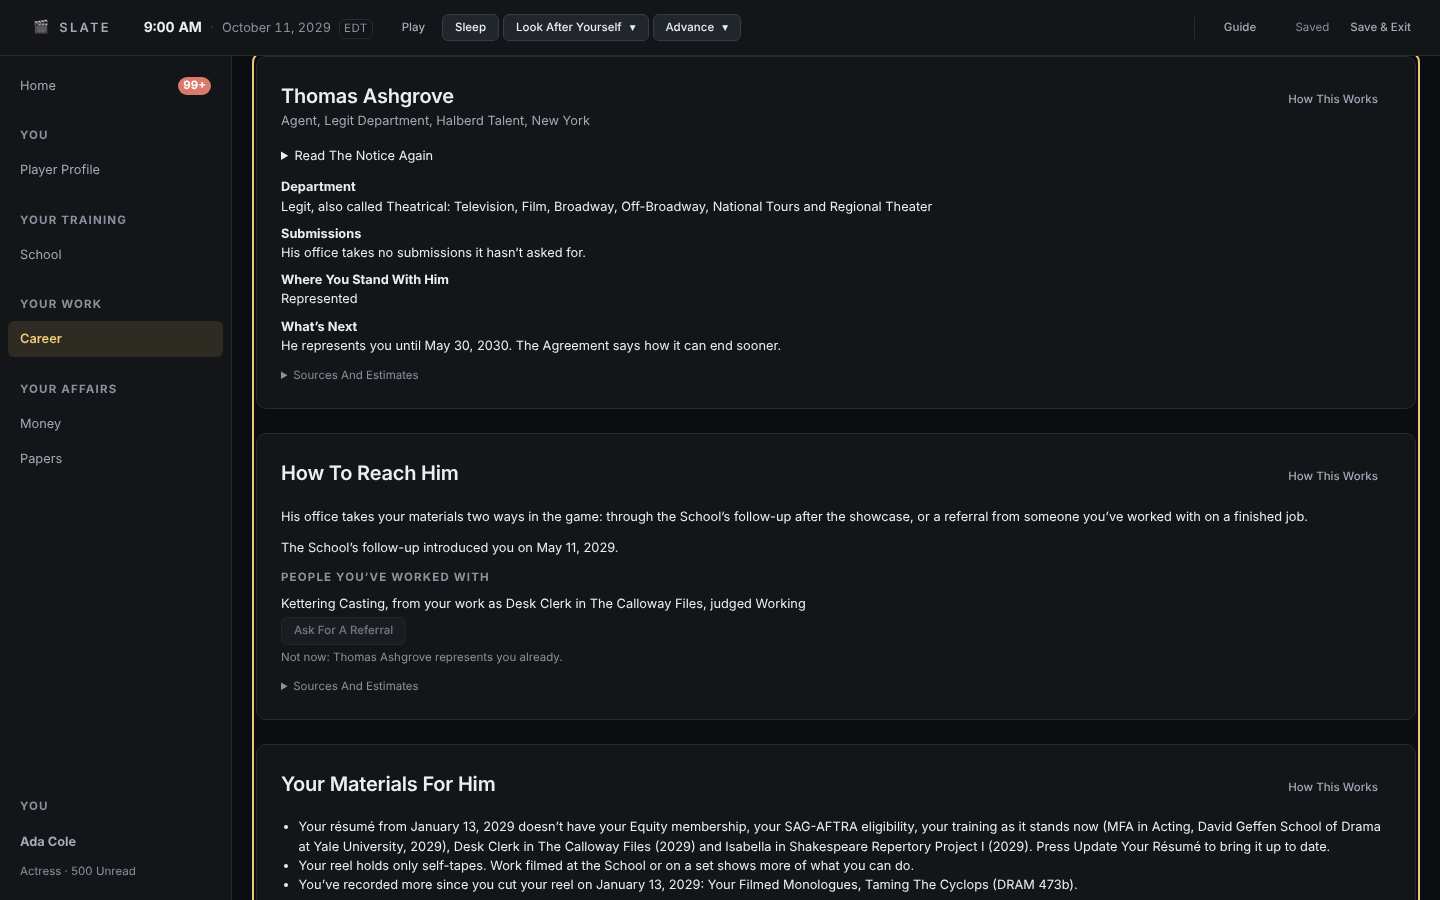 SLATE
9:00 AM · October 11, 2029 EDT
Play
Sleep
Look After Yourself ▼
Advance ▼
Guide
Saved
Save & Exit
Home
99+
YOU
Player Profile
YOUR TRAINING
School
YOUR WORK
Career
YOUR AFFAIRS
Money
Papers
YOU
Ada Cole
Actress · 500 Unread
Thomas Ashgrove
How This Works
Agent, Legit Department, Halberd Talent, New York
▶ Read The Notice Again
Department
Legit, also called Theatrical: Television, Film, Broadway, Off-Broadway, National Tours and Regional Theater
Submissions
His office takes no submissions it hasn’t asked for.
Where You Stand With Him
Represented
What’s Next
He represents you until May 30, 2030. The Agreement says how it can end sooner.
▶ Sources And Estimates
How To Reach Him
How This Works
His office takes your materials two ways in the game: through the School’s follow-up after the showcase, or a referral from someone you’ve worked with on a finished job.
The School’s follow-up introduced you on May 11, 2029.
PEOPLE YOU’VE WORKED WITH
Kettering Casting, from your work as Desk Clerk in The Calloway Files, judged Working
Ask For A Referral
Not now: Thomas Ashgrove represents you already.
▶ Sources And Estimates
Your Materials For Him
How This Works
• Your résumé from January 13, 2029 doesn’t have your Equity membership, your SAG-AFTRA eligibility, your training as it stands now (MFA in Acting, David Geffen School of Drama
at Yale University, 2029), Desk Clerk in The Calloway Files (2029) and Isabella in Shakespeare Repertory Project I (2029). Press Update Your Résumé to bring it up to date.
• Your reel holds only self-tapes. Work filmed at the School or on a set shows more of what you can do.
• You’ve recorded more since you cut your reel on January 13, 2029: Your Filmed Monologues, Taming The Cyclops (DRAM 473b).